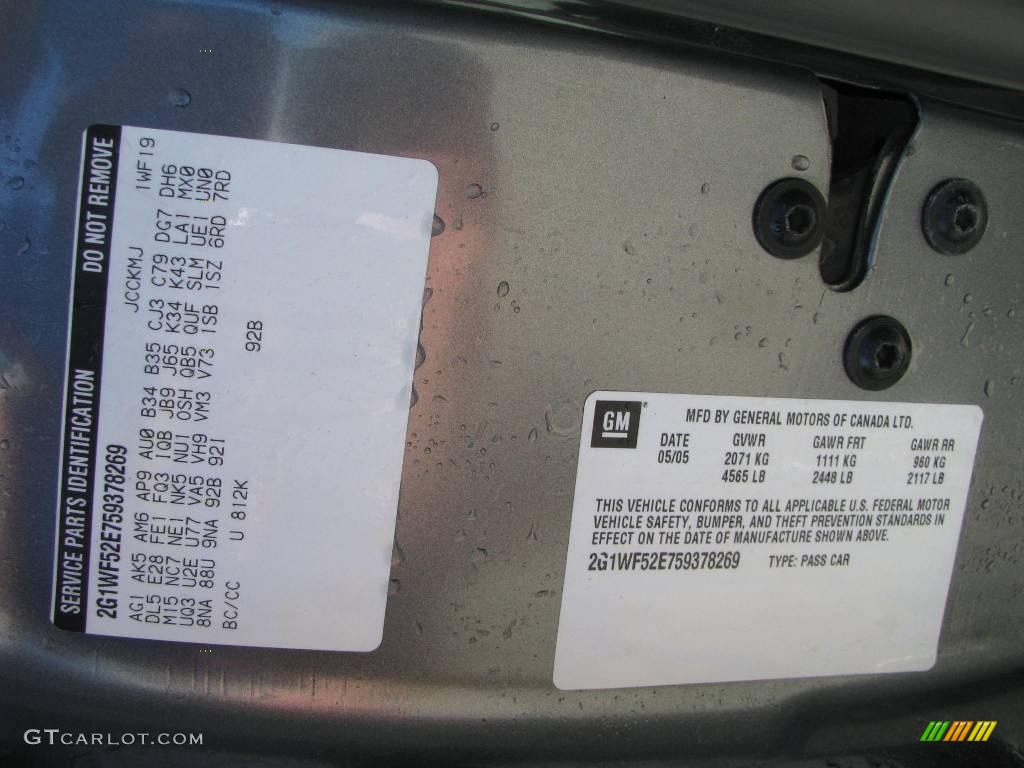 SERVICE PARTS IDENTIFICATION DO NOT REMOVE
2G1WF52E759378269 JCCKMJ 1WF19
AG1 AK5 AM6 AP9 AU0 B34 B35 CJ3 C79 DG7 DH6
DL5 E28 FE1 FQ3 IOB JB9 J65 K34 K43 LA1 MX0
M15 NC7 NE1 NK5 NU1 OSH QB5 QUF SLM UE1 UN0
UQ3 U2E U77 VA5 VH9 VM3 V73 1SB 1SZ 6RD 7RD
8NA 88U 9NA 92B 921
BC/CC U 812K 92B
GM
MFD BY GENERAL MOTORS OF CANADA LTD.
DATE GVWR GAWR FRT GAWR RR
05/05 2071 KG 1111 KG 960 KG
4565 LB 2448 LB 2117 LB
THIS VEHICLE CONFORMS TO ALL APPLICABLE U.S. FEDERAL MOTOR
VEHICLE SAFETY, BUMPER, AND THEFT PREVENTION STANDARDS IN
EFFECT ON THE DATE OF MANUFACTURE SHOWN ABOVE.
2G1WF52E759378269 TYPE: PASS CAR
GTCARLOT.COM